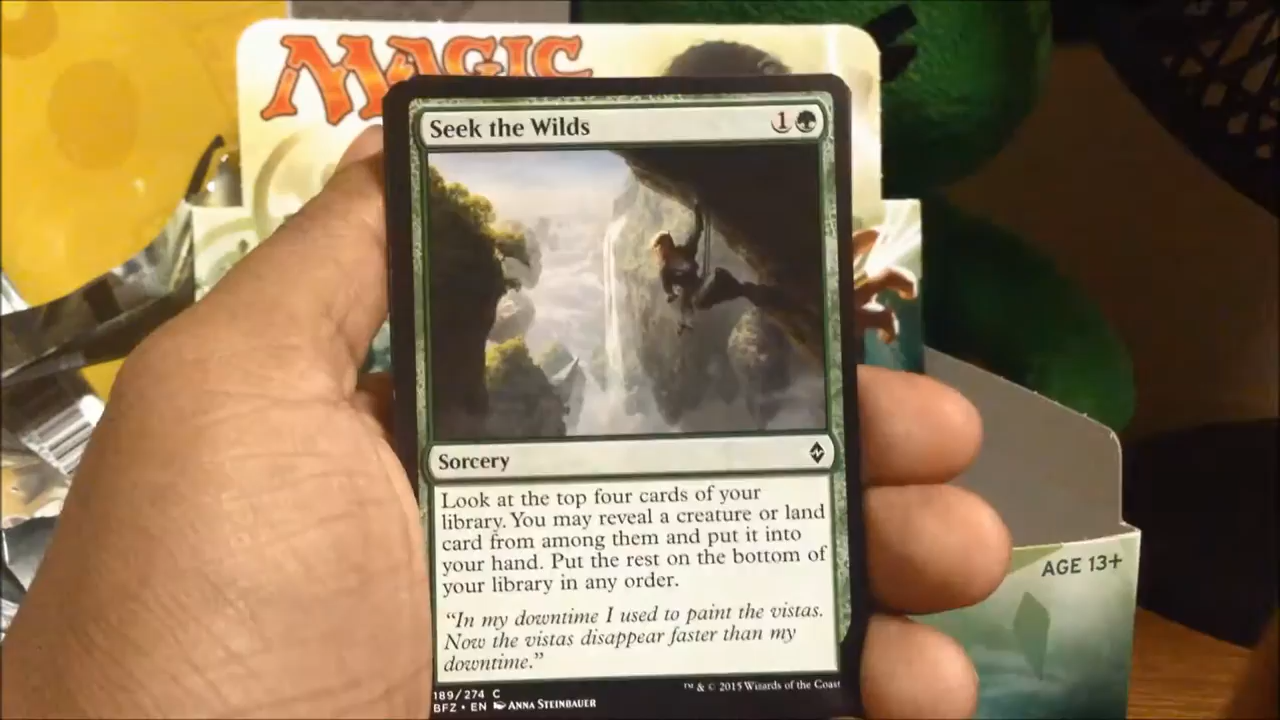 MAGIC
Seek the Wilds 1
Sorcery
Look at the top four cards of your
library. You may reveal a creature or land
card from among them and put it into
your hand. Put the rest on the bottom of
your library in any order.
“In my downtime I used to paint the vistas.
Now the vistas disappear faster than my
downtime.”
189/274 C
BFZ • EN ANNA STEINBAUER
™ & © 2015 Wizards of the Coast
AGE 13+